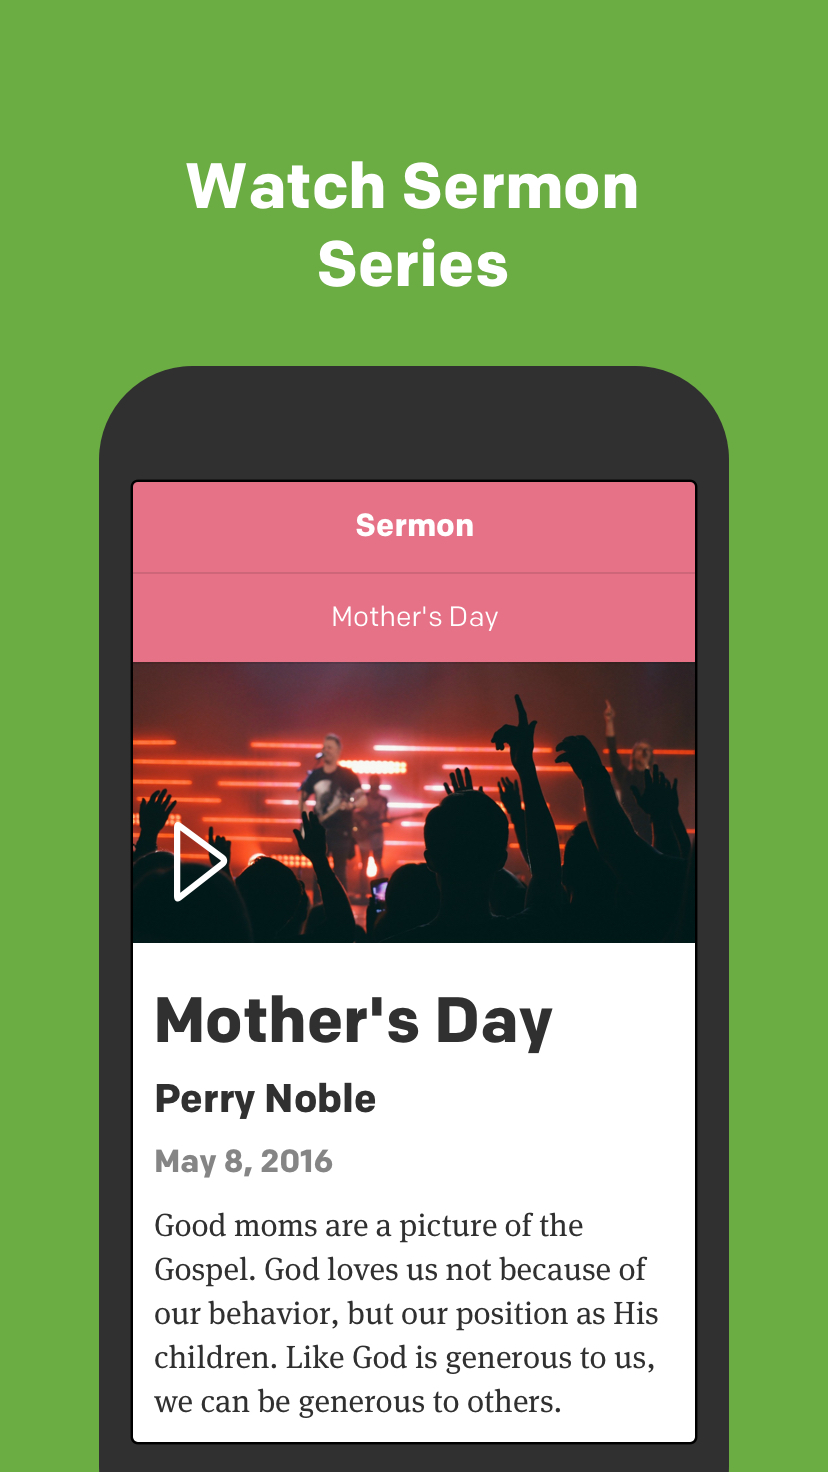 Watch Sermon
Series
Sermon
Mother's Day
Mother's Day
Perry Noble
May 8, 2016
Good moms are a picture of the
Gospel. God loves us not because of
our behavior, but our position as His
children. Like God is generous to us,
we can be generous to others.